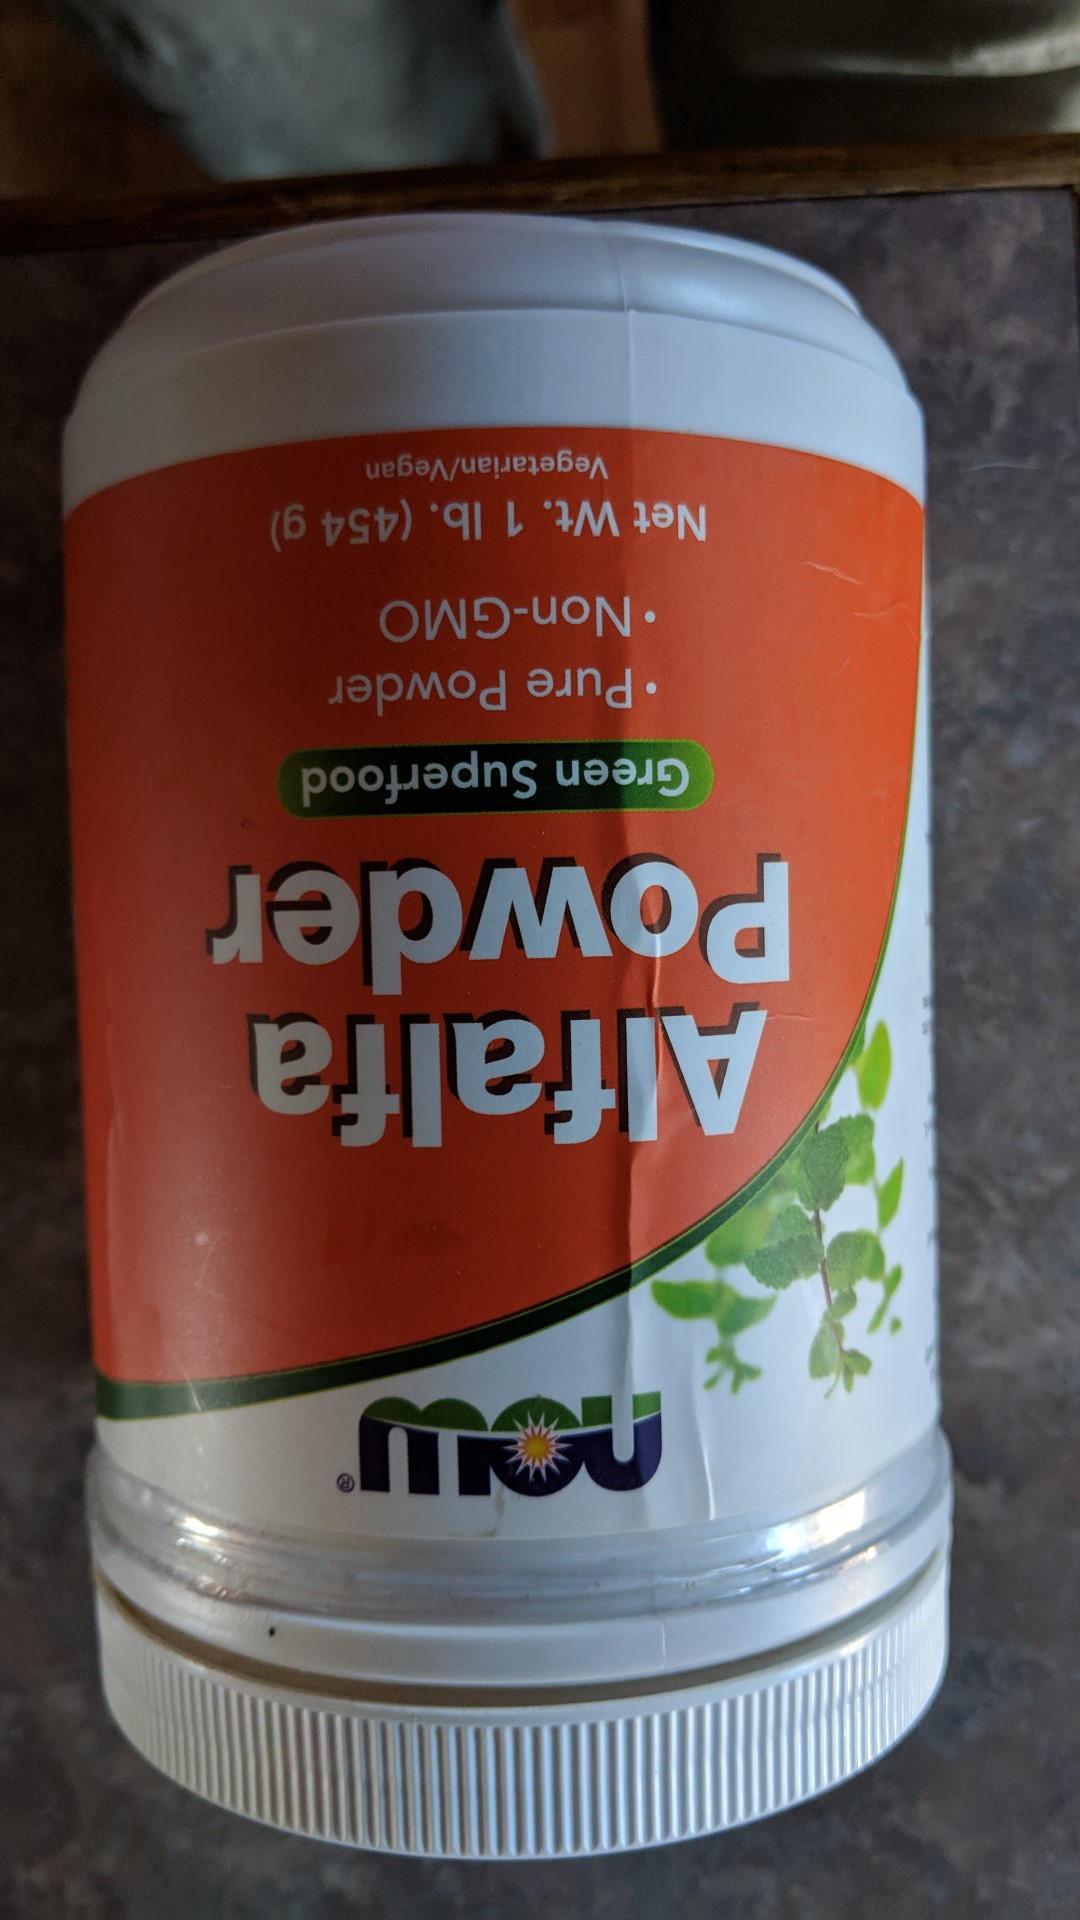 NOW®
Alfalfa
Powder
Green Superfood
• Pure Powder
• Non-GMO
Net Wt. 1 lb. (454 g)
Vegetarian/Vegan